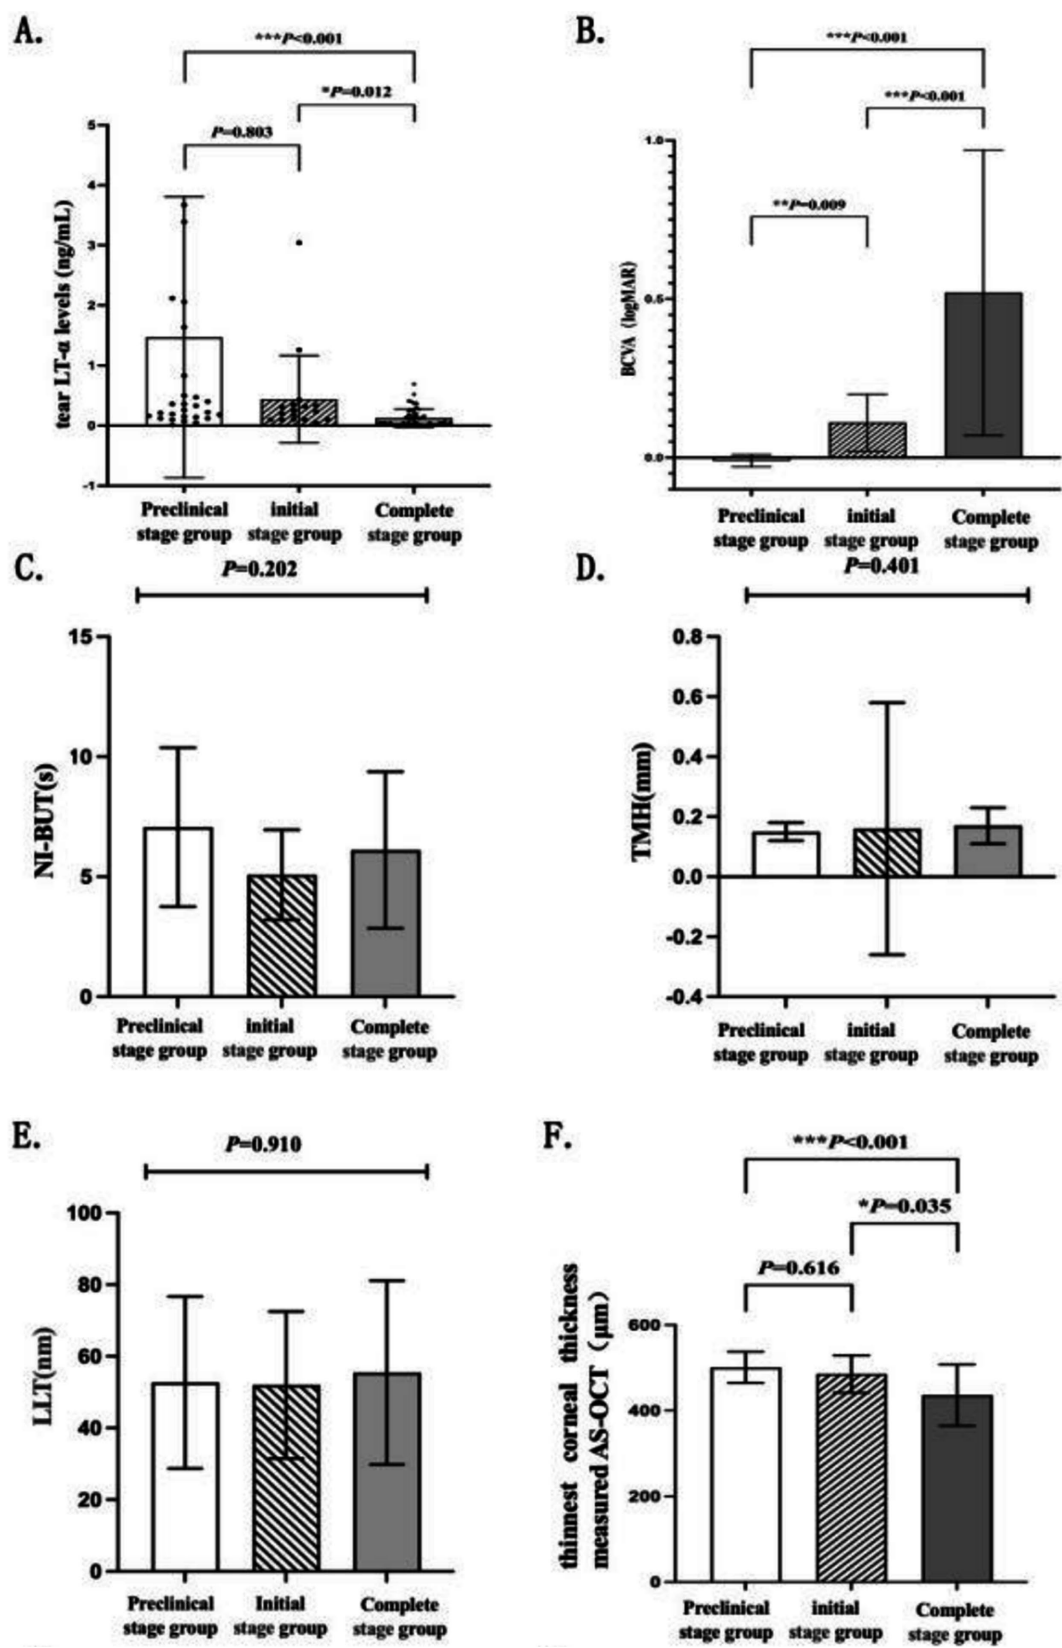 A.
***P<0.001
*P=0.012
P=0.803
tear LT-α levels (ng/mL)
5
4
3
2
1
0
-1
Preclinical stage group
initial stage group
Complete stage group
B.
***P<0.001
***P<0.001
**P=0.009
BCVA (logMAR)
1.0
0.5
0.0
Preclinical stage group
initial stage group
Complete stage group
C.
P=0.202
NI-BUT(s)
15
10
5
0
Preclinical stage group
initial stage group
Complete stage group
D.
P=0.401
TMH(mm)
0.8
0.6
0.4
0.2
0.0
-0.2
-0.4
Preclinical stage group
initial stage group
Complete stage group
E.
P=0.910
LLT(nm)
100
80
60
40
20
0
Preclinical stage group
Initial stage group
Complete stage group
F.
***P<0.001
*P=0.035
P=0.616
thinnest corneal thickness
measured AS-OCT (μm)
600
400
200
0
Preclinical stage group
initial stage group
Complete stage group